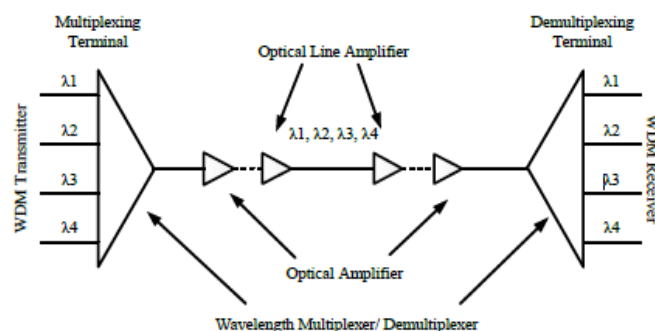 Multiplexing
Terminal
Demultiplexing
Terminal
Optical Line Amplifier
WDM Transmitter
λ1
λ2
λ3
λ4
λ1, λ2, λ3, λ4
λ1
λ2
λ3
λ4
WDM Receiver
Optical Amplifier
Wavelength Multiplexer/ Demultiplexer